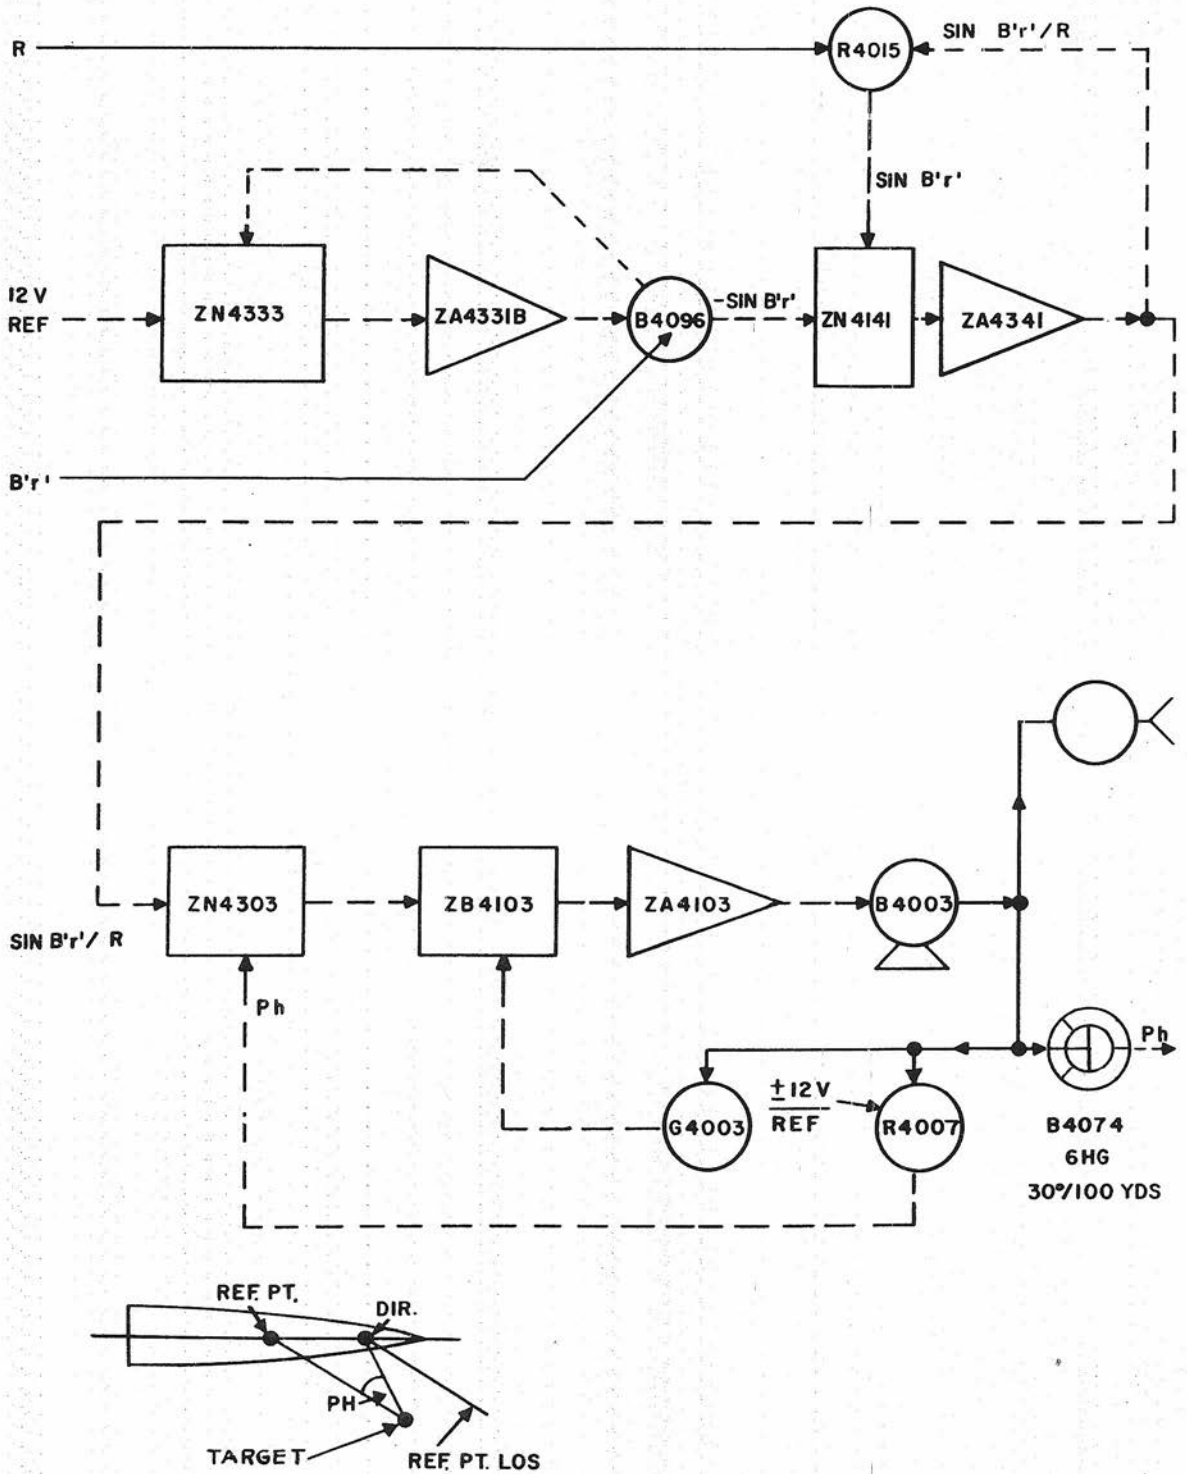 R
R4015
SIN B'r'/R
SIN B'r'
12 V
REF
ZN4333
ZA4331B
B4096
-SIN B'r'
ZN4141
ZA4341
B'r'
ZN4303
ZB4103
ZA4103
B4003
SIN B'r'/ R
Ph
Ph
G4003
±12V
REF
R4007
B4074
6HG
30°/100 YDS
REF. PT.
DIR.
PH
TARGET
REF. PT. LOS